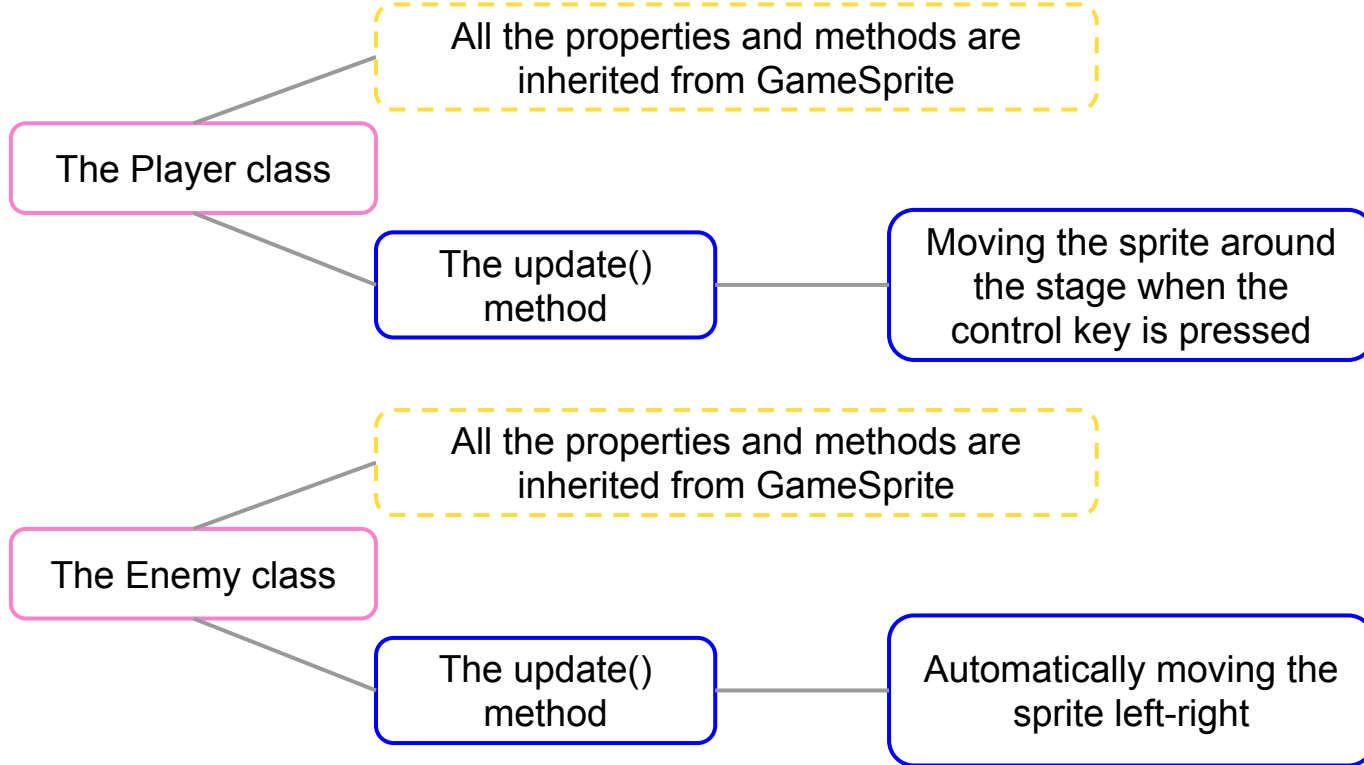 All the properties and methods are
inherited from GameSprite
The Player class
The update()
method
Moving the sprite around
the stage when the
control key is pressed
All the properties and methods are
inherited from GameSprite
The Enemy class
The update()
method
Automatically moving the
sprite left-right